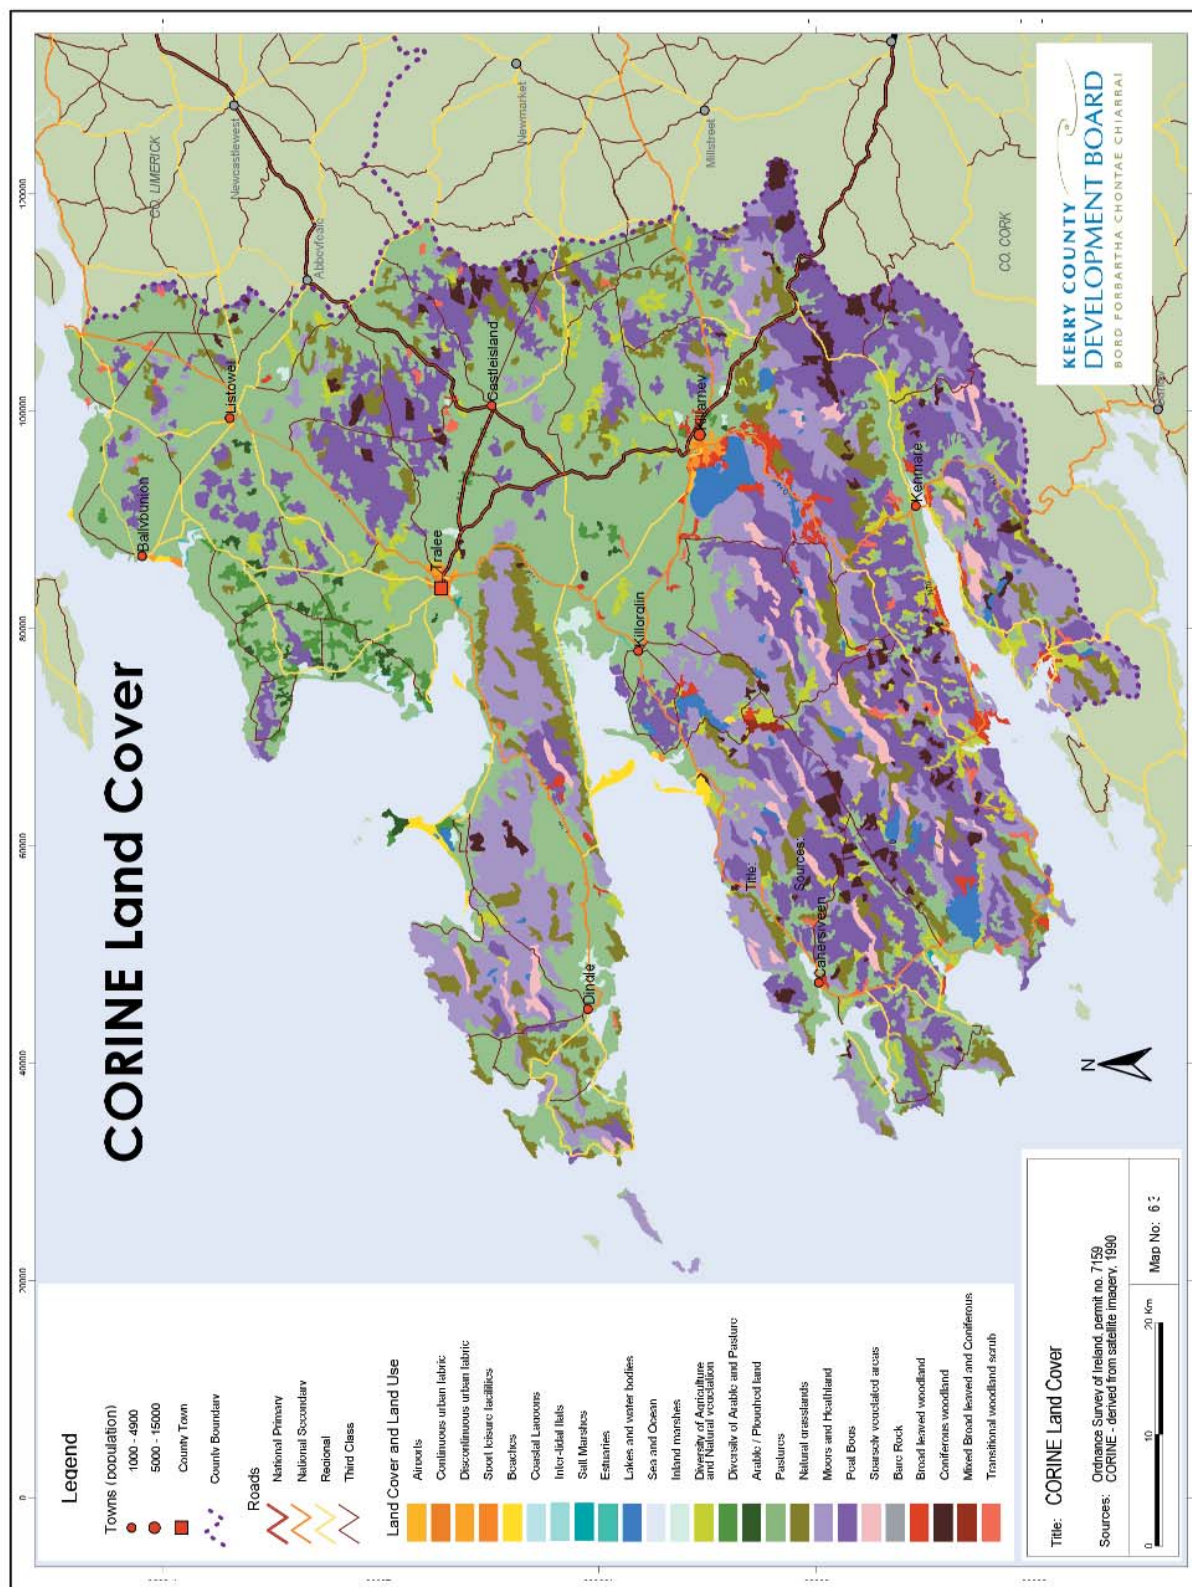 CORINE Land Cover
Legend
Towns (population)
1000 - 4900
5000 - 15000
County Town
County Boundary
Roads
National Primary
National Secondary
Regional
Third Class
Land Cover and Land Use
Airports
Continuous urban fabric
Discontinuous urban fabric
Sport leisure facilities
Beaches
Coastal Lagoons
Inter-tidal flats
Salt Marshes
Estuaries
Lakes and water bodies
Sea and Ocean
Inland marshes
Diversity of Agriculture
and Natural vegetation
Diversity of Arable and Pasture
Arable / Ploughed land
Pastures
Natural grasslands
Moors and Heathland
Peat Bogs
Sparsely vegetated areas
Bare Rock
Broad leaved woodland
Coniferous woodland
Mixed Broad leaved and Coniferous
Transitional woodland scrub
Title: CORINE Land Cover
Sources: Ordnance Survey of Ireland, permit no. 7159
CORINE - derived from satellite imagery, 1990
0 10 20 Km
Map No:
0
20000
40000
60000
80000
100000
120000
Ballybunion
Listowel
Tralee
Castleisland
Killorglin
Killarney
Kenmare
Dingle
Cahersiveen
Title:
Sources:
CO. LIMERICK
Newcastlewest
Abbeyfeale
Newmarket
Millstreet
CO. CORK
N
KERRY COUNTY
DEVELOPMENT BOARD
BORD FORBARTHA CHONTAE CHIARRAI